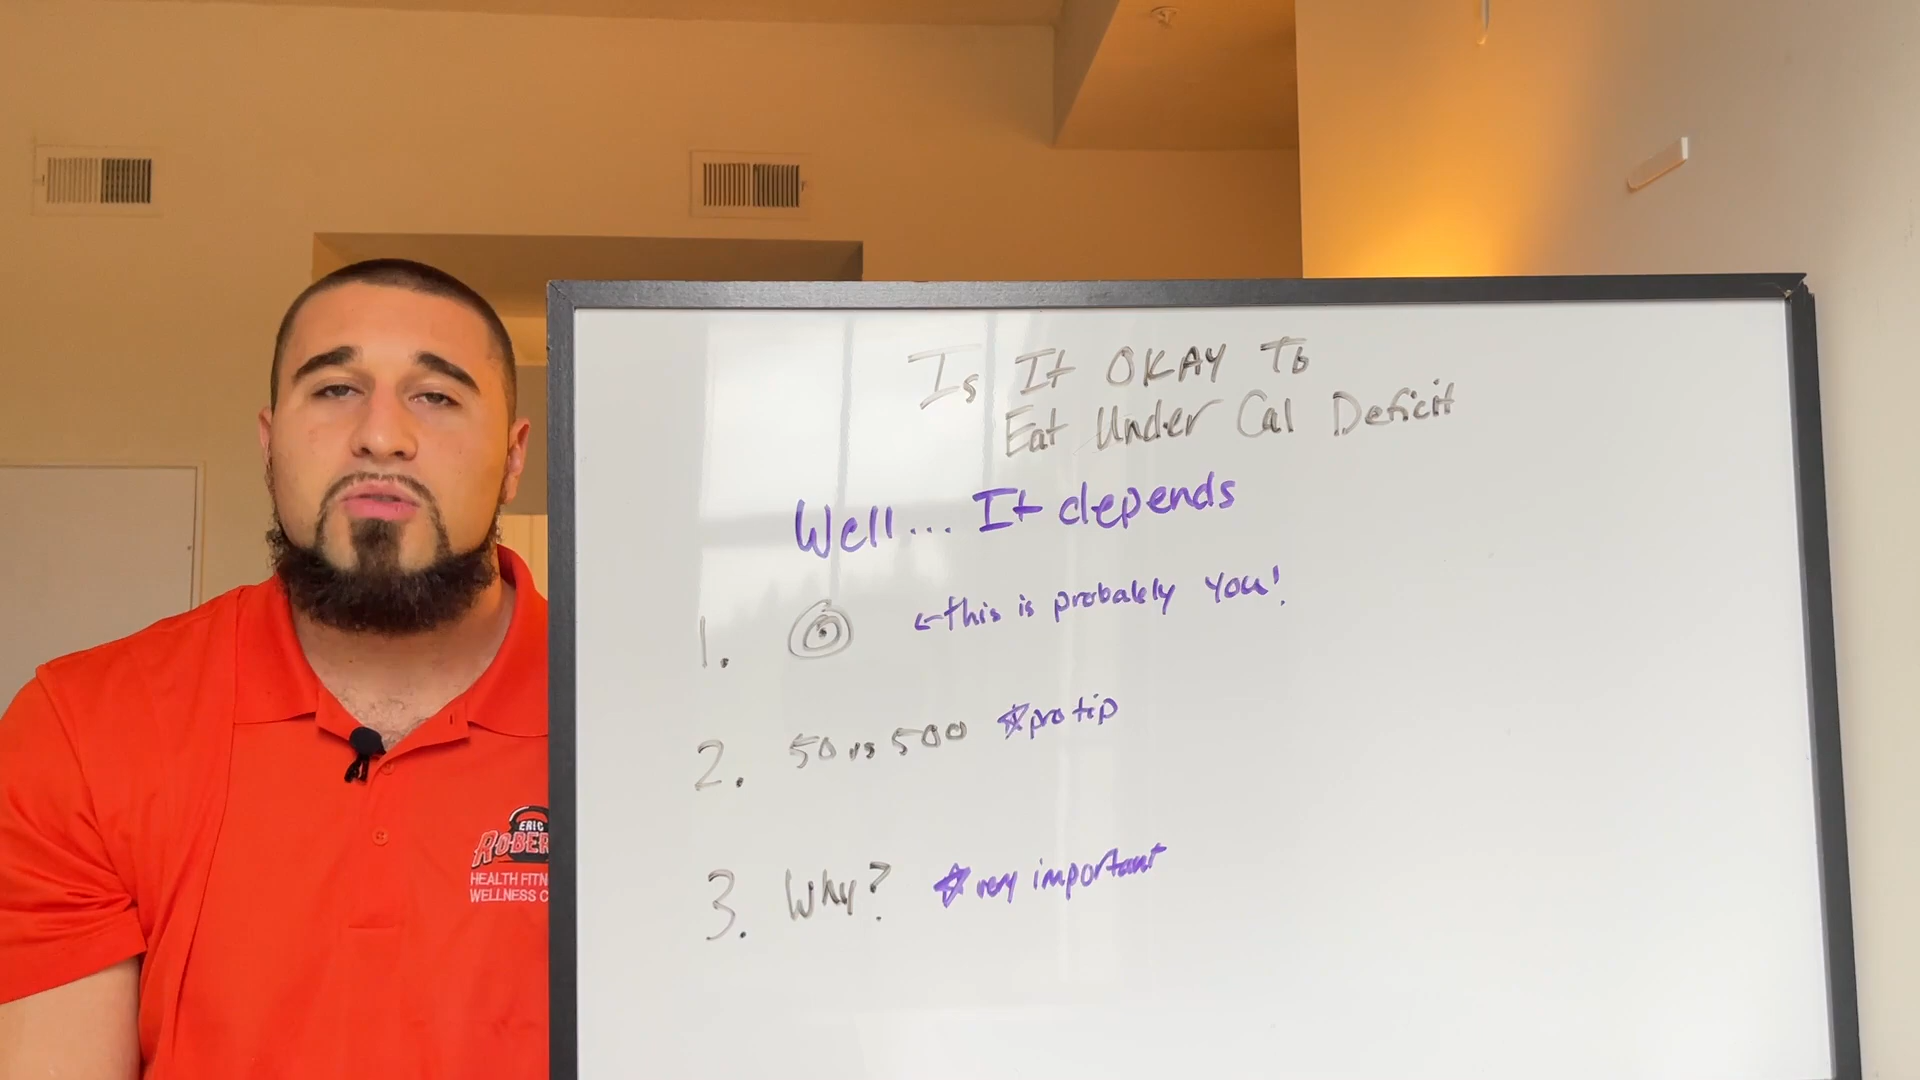 Is It OKAY To
Eat Under Cal Deficit
Well... It depends
1. ←this is probably you!
2. 50 vs 500 ☆pro tip
3. Why? ☆very important
ERIC
ROBER
HEALTH FITN
WELLNESS C